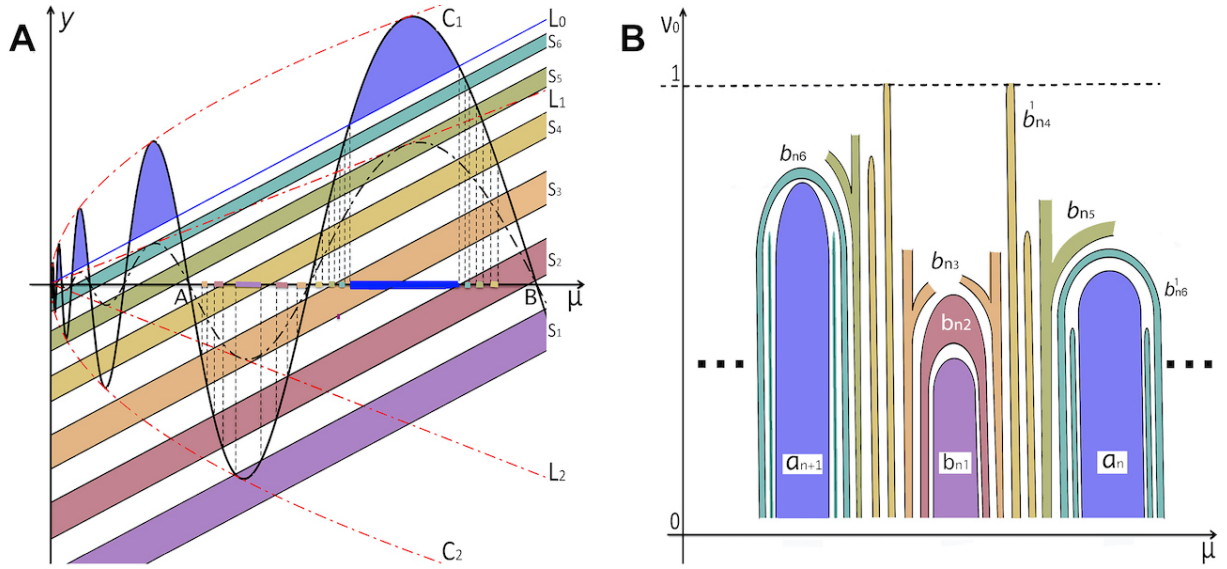 A
y
C₁
L₀
S₆
S₅
L₁
S₄
S₃
S₂
A
B
μ
S₁
L₂
C₂
B
ν₀
1
b¹ₙ₄
bₙ₆
bₙ₅
bₙ₃
b¹ₙ₆
bₙ₂
aₙ₊₁
bₙ₁
aₙ
0
μ